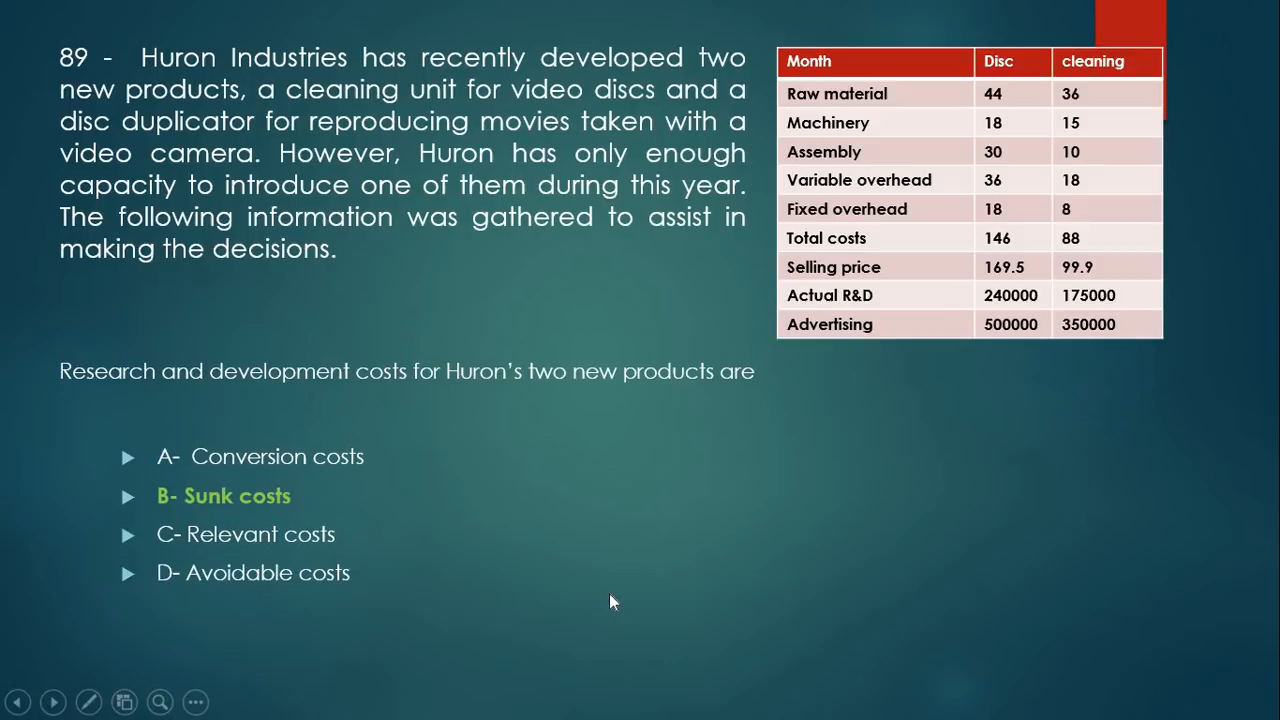 89 - Huron Industries has recently developed two
new products, a cleaning unit for video discs and a
disc duplicator for reproducing movies taken with a
video camera. However, Huron has only enough
capacity to introduce one of them during this year.
The following information was gathered to assist in
making the decisions.
Month Disc cleaning
Raw material 44 36
Machinery 18 15
Assembly 30 10
Variable overhead 36 18
Fixed overhead 18 8
Total costs 146 88
Selling price 169.5 99.9
Actual R&D 240000 175000
Advertising 500000 350000
Research and development costs for Huron's two new products are
A- Conversion costs
B- Sunk costs
C- Relevant costs
D- Avoidable costs